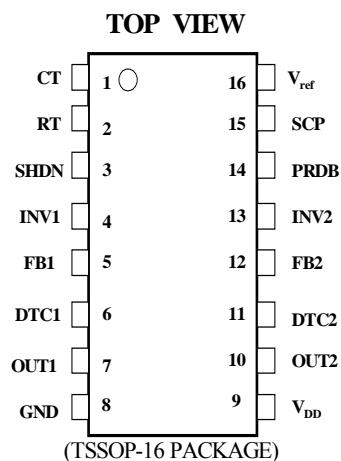 TOP VIEW
CT 1 16 Vref
RT 2 15 SCP
SHDN 3 14 PRDB
INV1 4 13 INV2
FB1 5 12 FB2
DTC1 6 11 DTC2
OUT1 7 10 OUT2
GND 8 9 VDD
(TSSOP-16 PACKAGE)